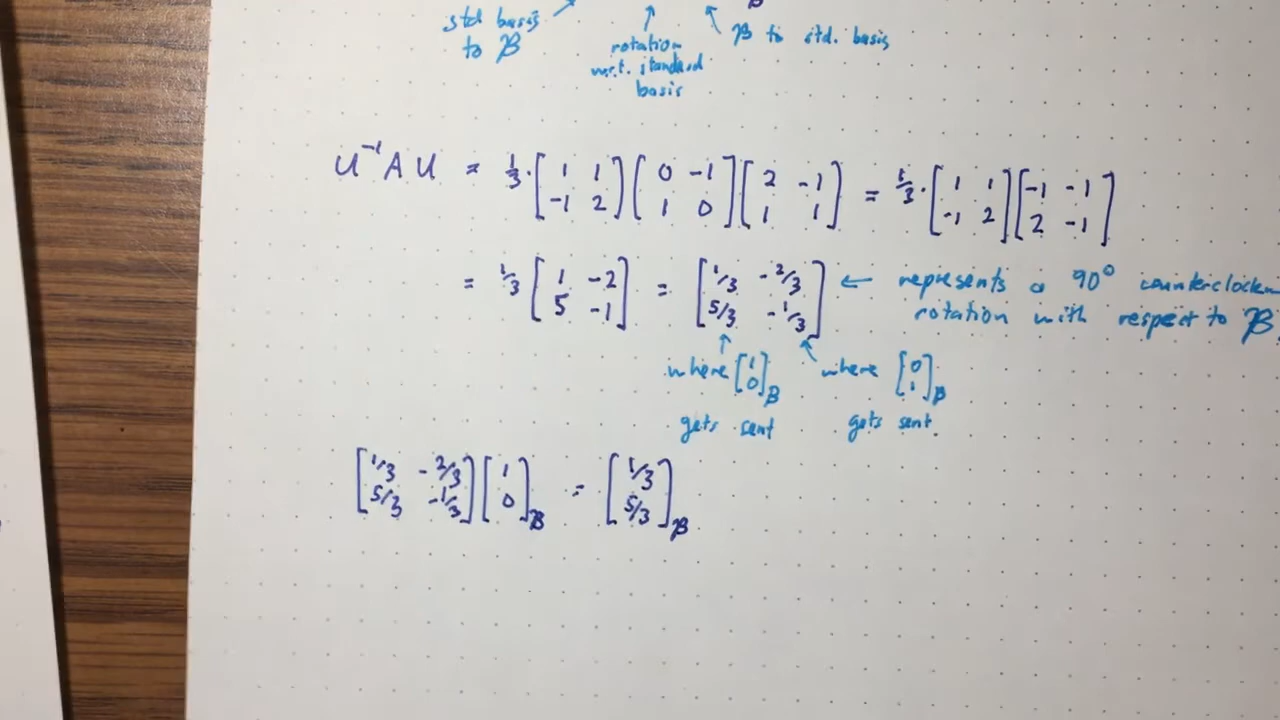 std basis to 𝓑
rotation w.r.t. standard basis
𝓑 to std. basis
U⁻¹AU = 1/3 · [1 1; -1 2] [0 -1; 1 0] [2 -1; 1 1] = 1/3 · [1 1; -1 2] [-1 -1; 2 -1]
= 1/3 [1 -2; 5 -1] = [1/3 -2/3; 5/3 -1/3] ← represents a 90° counterclockw
rotation with respect to 𝓑.
where [1; 0]𝓑 gets sent
where [0; 1]𝓑 gets sent.
[1/3 -2/3; 5/3 -1/3] [1; 0]𝓑 = [1/3; 5/3]𝓑